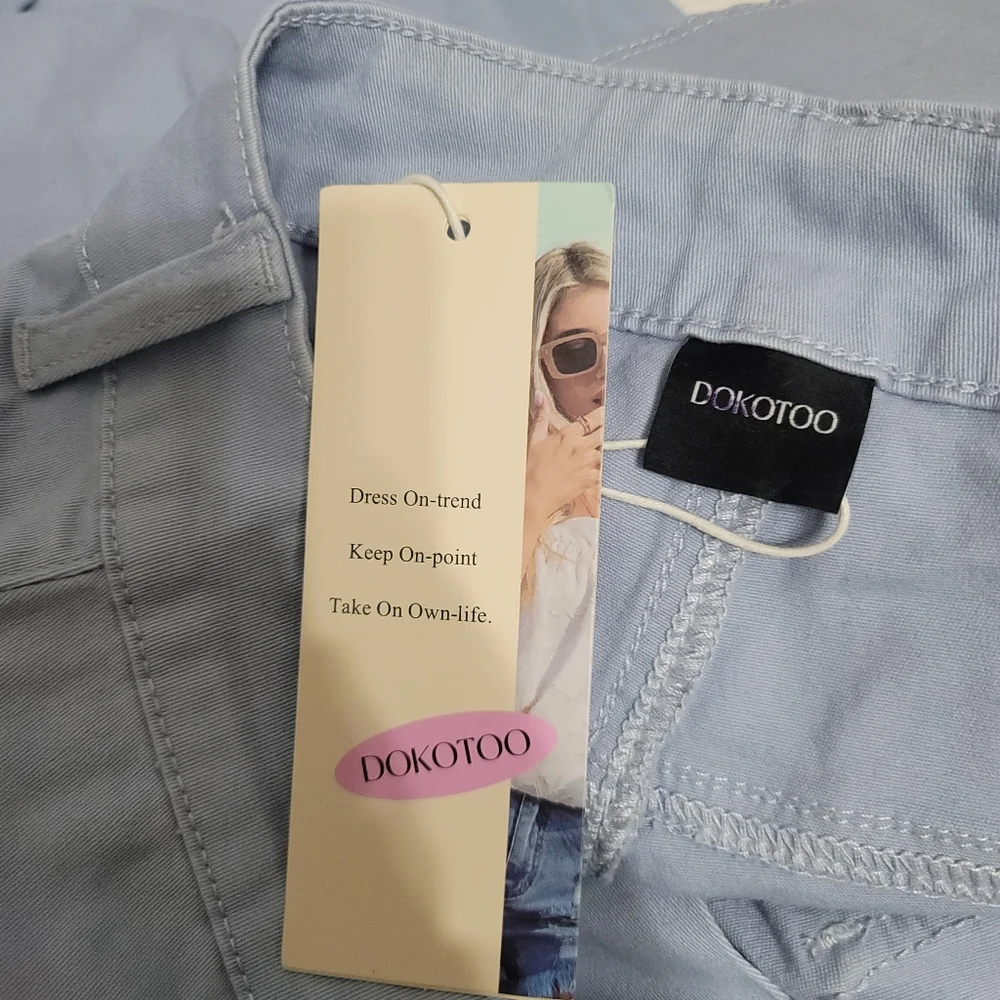 Dress On-trend
Keep On-point
Take On Own-life.
DOKOTOO
DOKOTOO